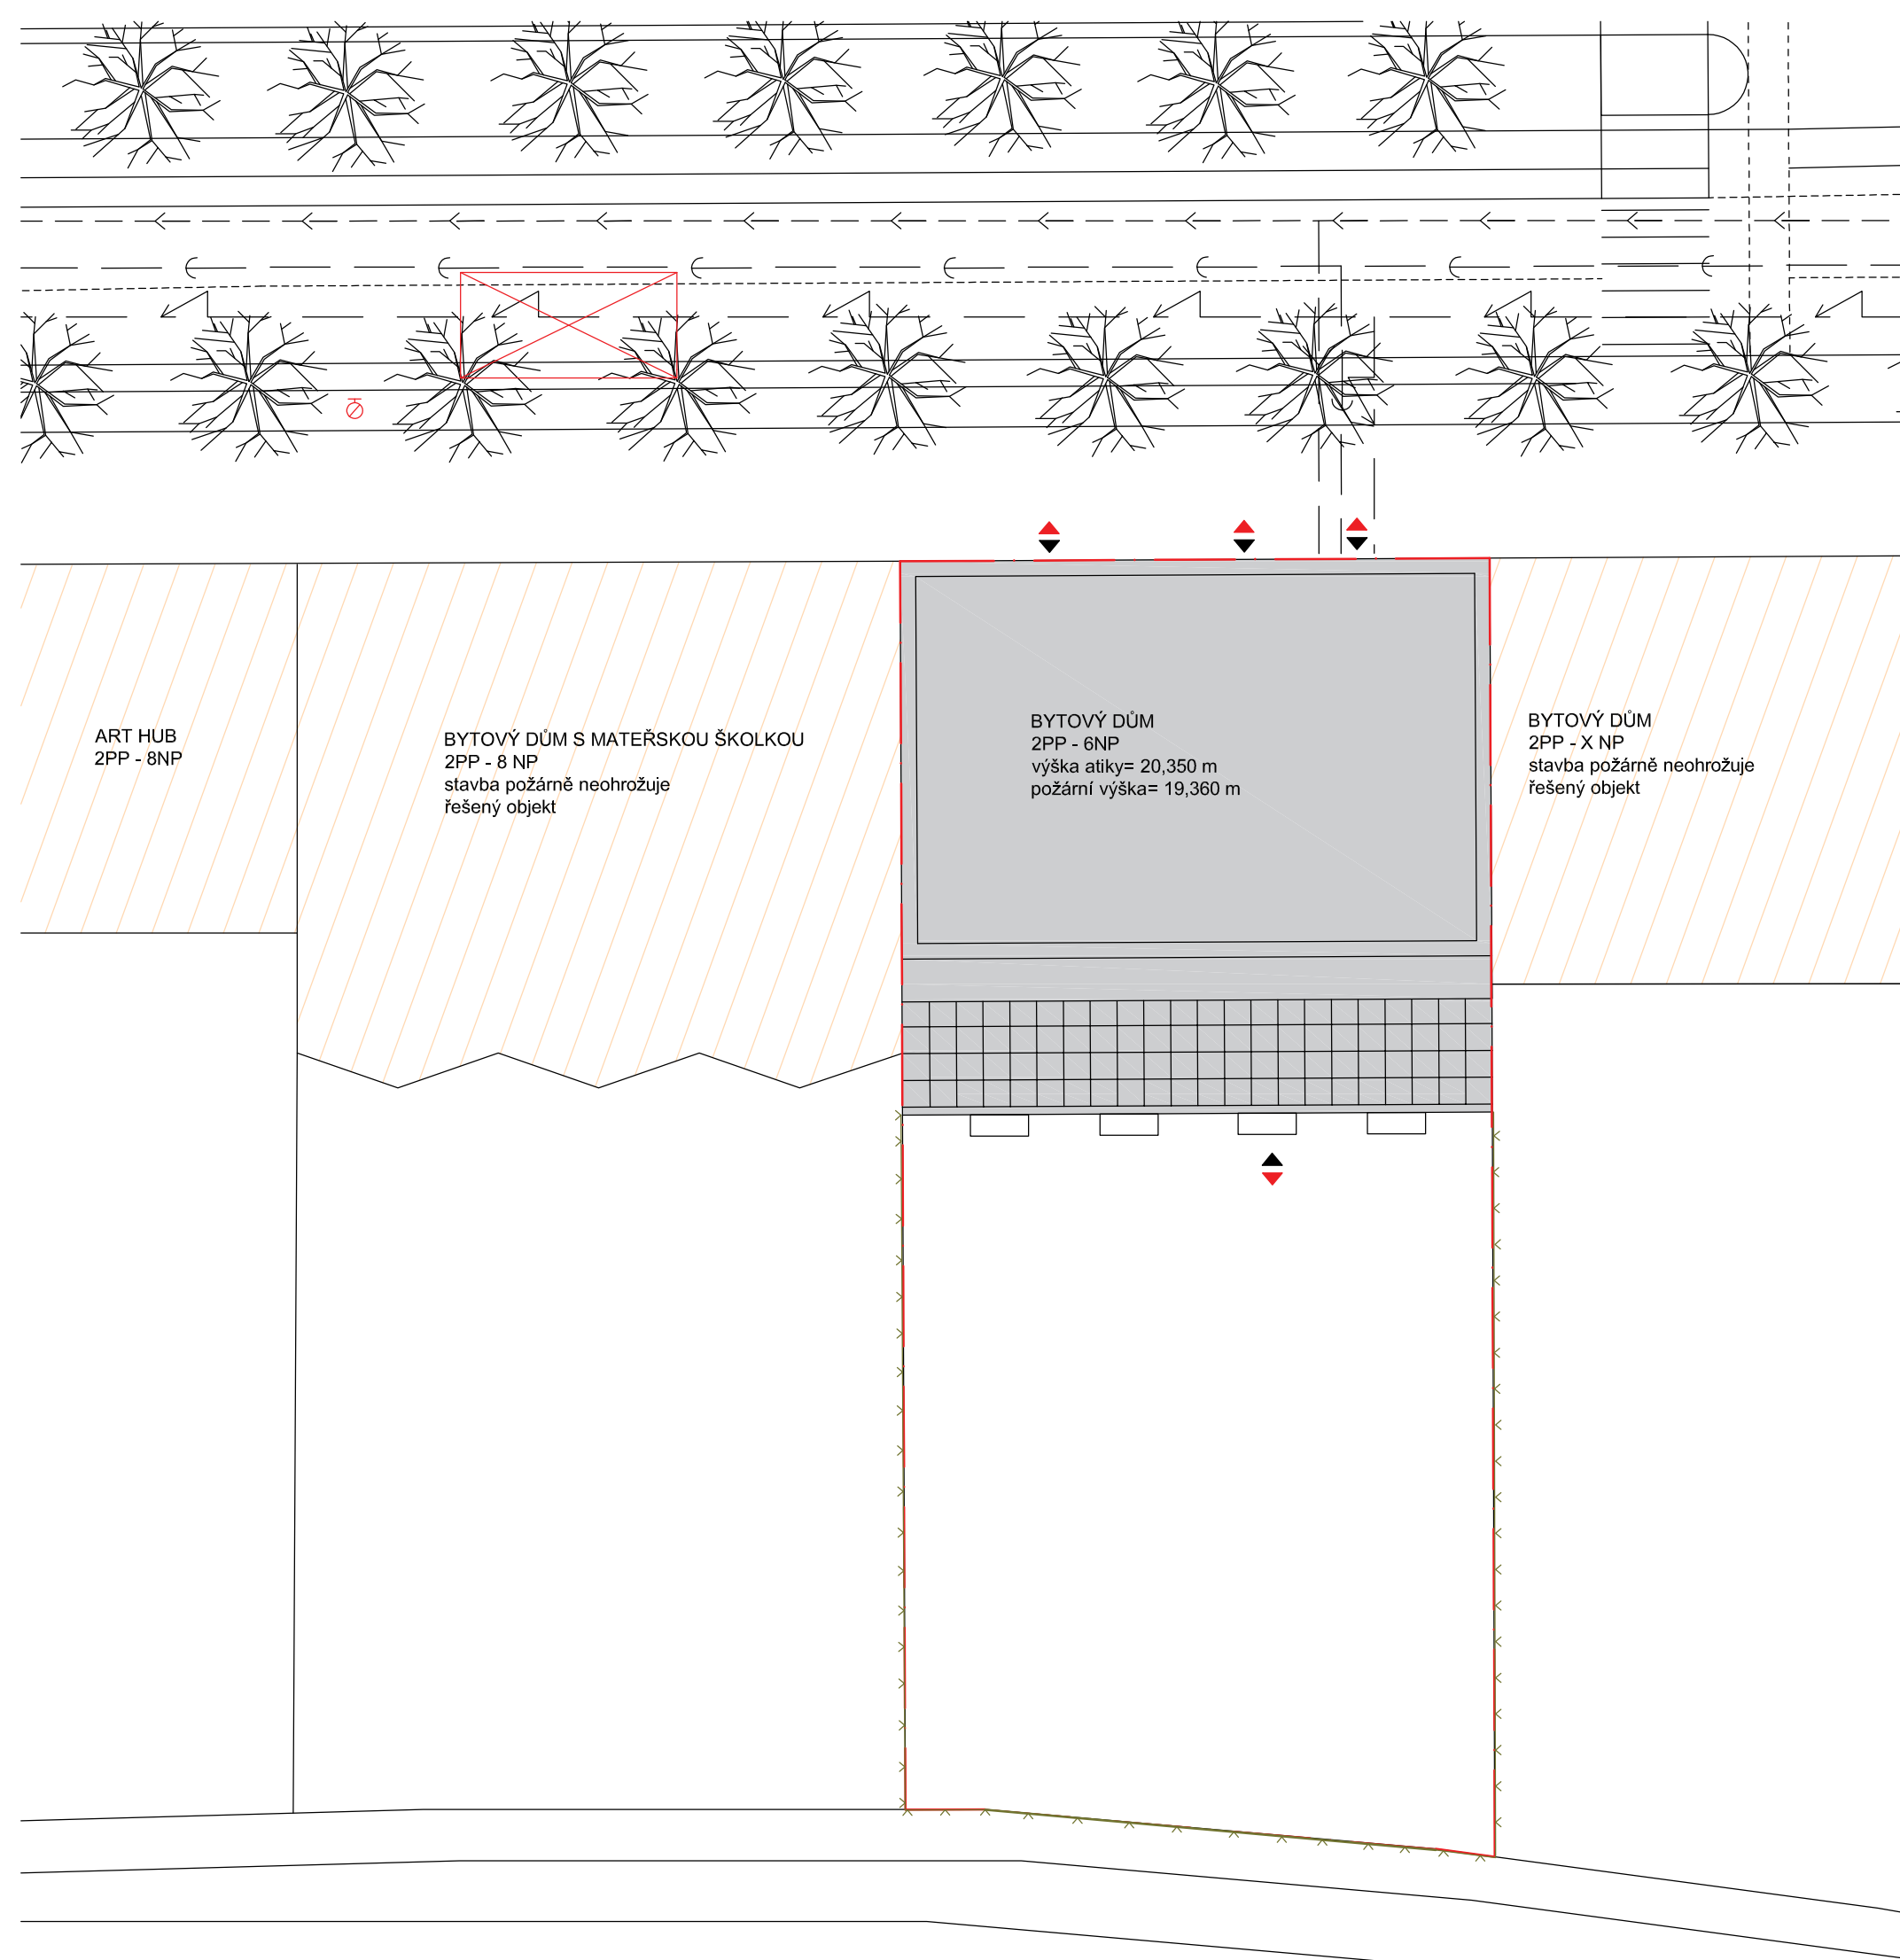 ART HUB
2PP - 8NP
BYTOVÝ DŮM S MATEŘSKOU ŠKOLKOU
2PP - 8 NP
stavba požárně neohrožuje
řešený objekt
BYTOVÝ DŮM
2PP - 6NP
výška atiky= 20,350 m
požární výška= 19,360 m
BYTOVÝ DŮM
2PP - X NP
stavba požárně neohrožuje
řešený objekt